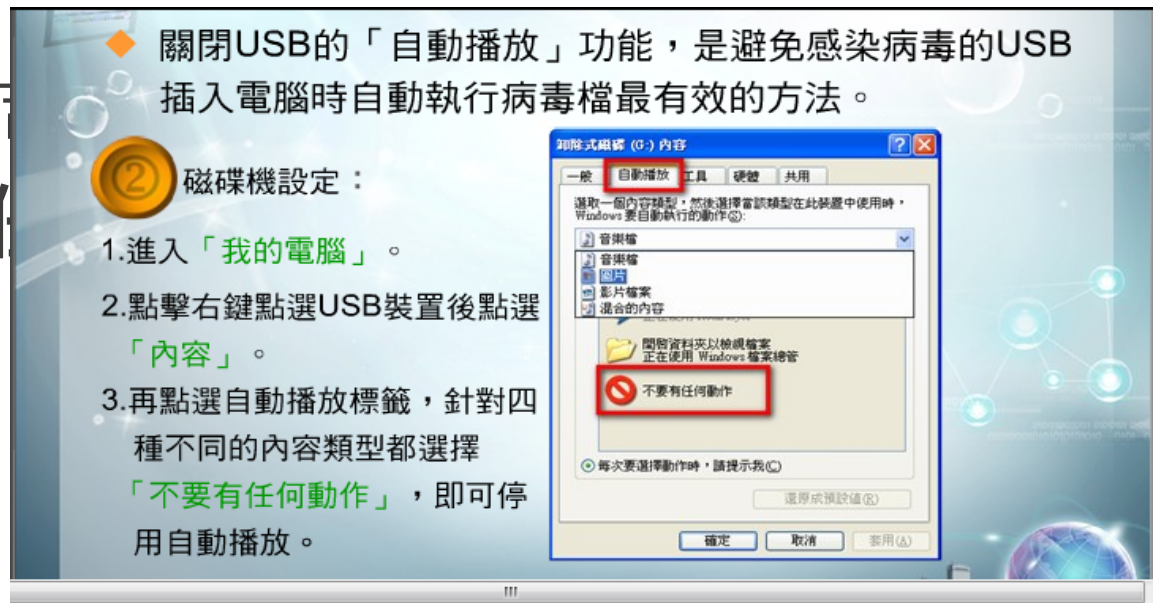 關閉USB的「自動播放」功能，是避免感染病毒的USB
插入電腦時自動執行病毒檔最有效的方法。
② 磁碟機設定：
1.進入「我的電腦」。
2.點擊右鍵點選USB裝置後點選
「內容」。
3.再點選自動播放標籤，針對四
種不同的內容類型都選擇
「不要有任何動作」，即可停
用自動播放。
卸除式磁碟 (G:) 內容
一般 自動播放 工具 硬體 共用
選取一個內容類型，然後選擇當該類型在此裝置中使用時，
Windows 要自動執行的動作(S):
音樂檔
音樂檔
圖片
影片檔案
混合的內容
開啟資料夾以檢視檔案
正在使用 Windows 檔案總管
不要有任何動作
每次要選擇動作時，請提示我(C)
還原成預設值(R)
確定 取消 套用(A)